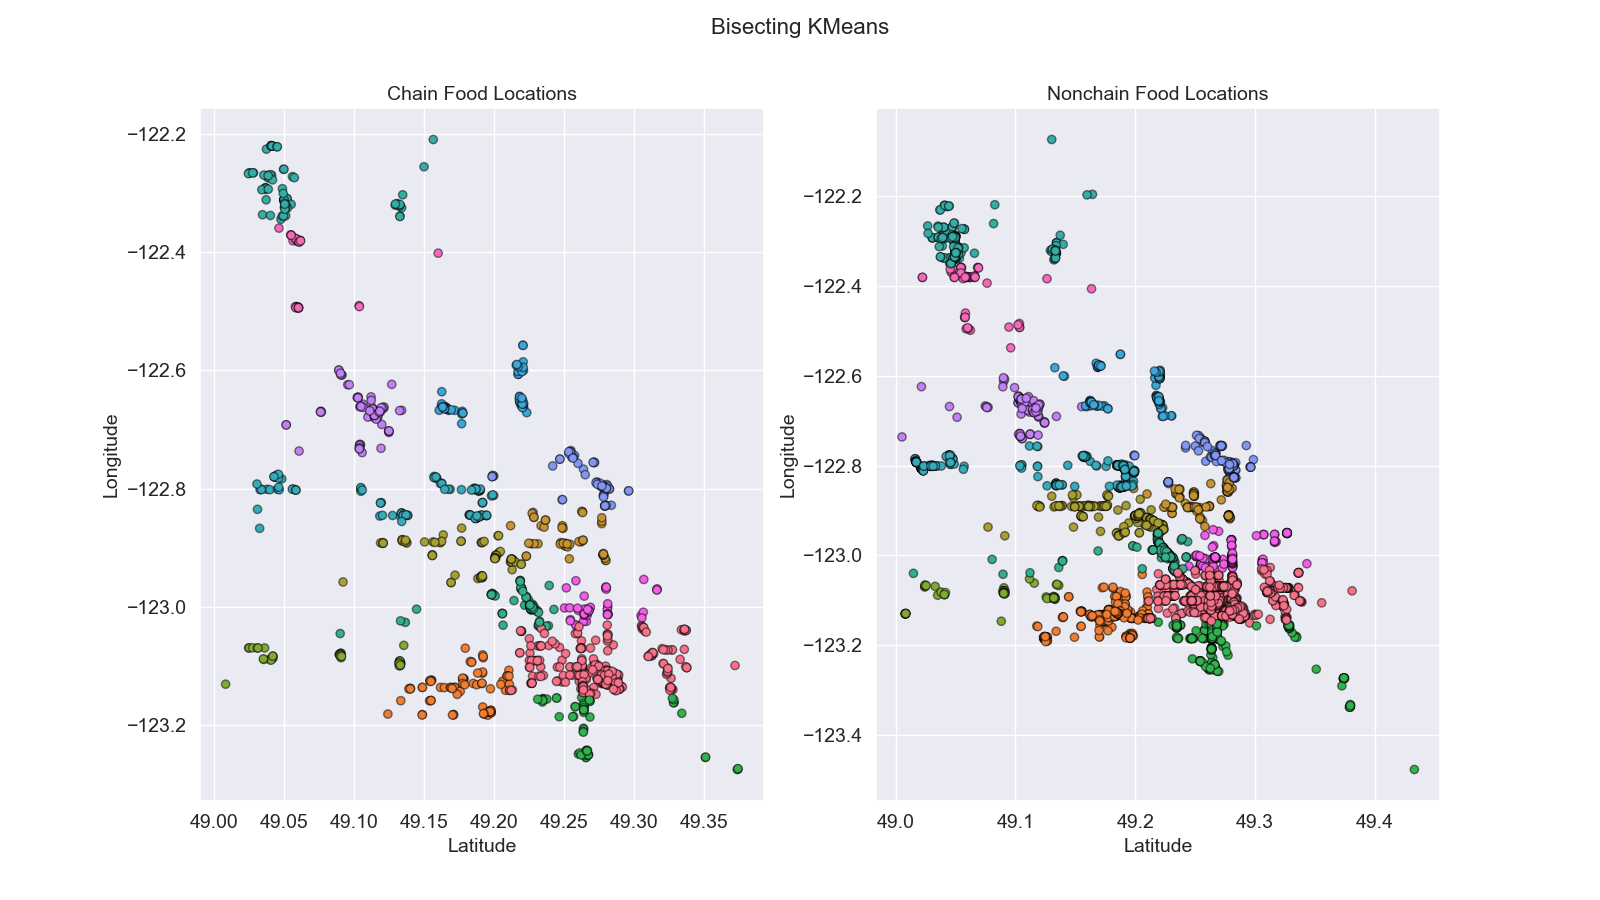 Bisecting KMeans
Chain Food Locations
−122.2
−122.4
−122.6
−122.8
−123.0
−123.2
Longitude
49.00 49.05 49.10 49.15 49.20 49.25 49.30 49.35
Latitude
Nonchain Food Locations
−122.2
−122.4
−122.6
−122.8
−123.0
−123.2
−123.4
Longitude
49.0 49.1 49.2 49.3 49.4
Latitude